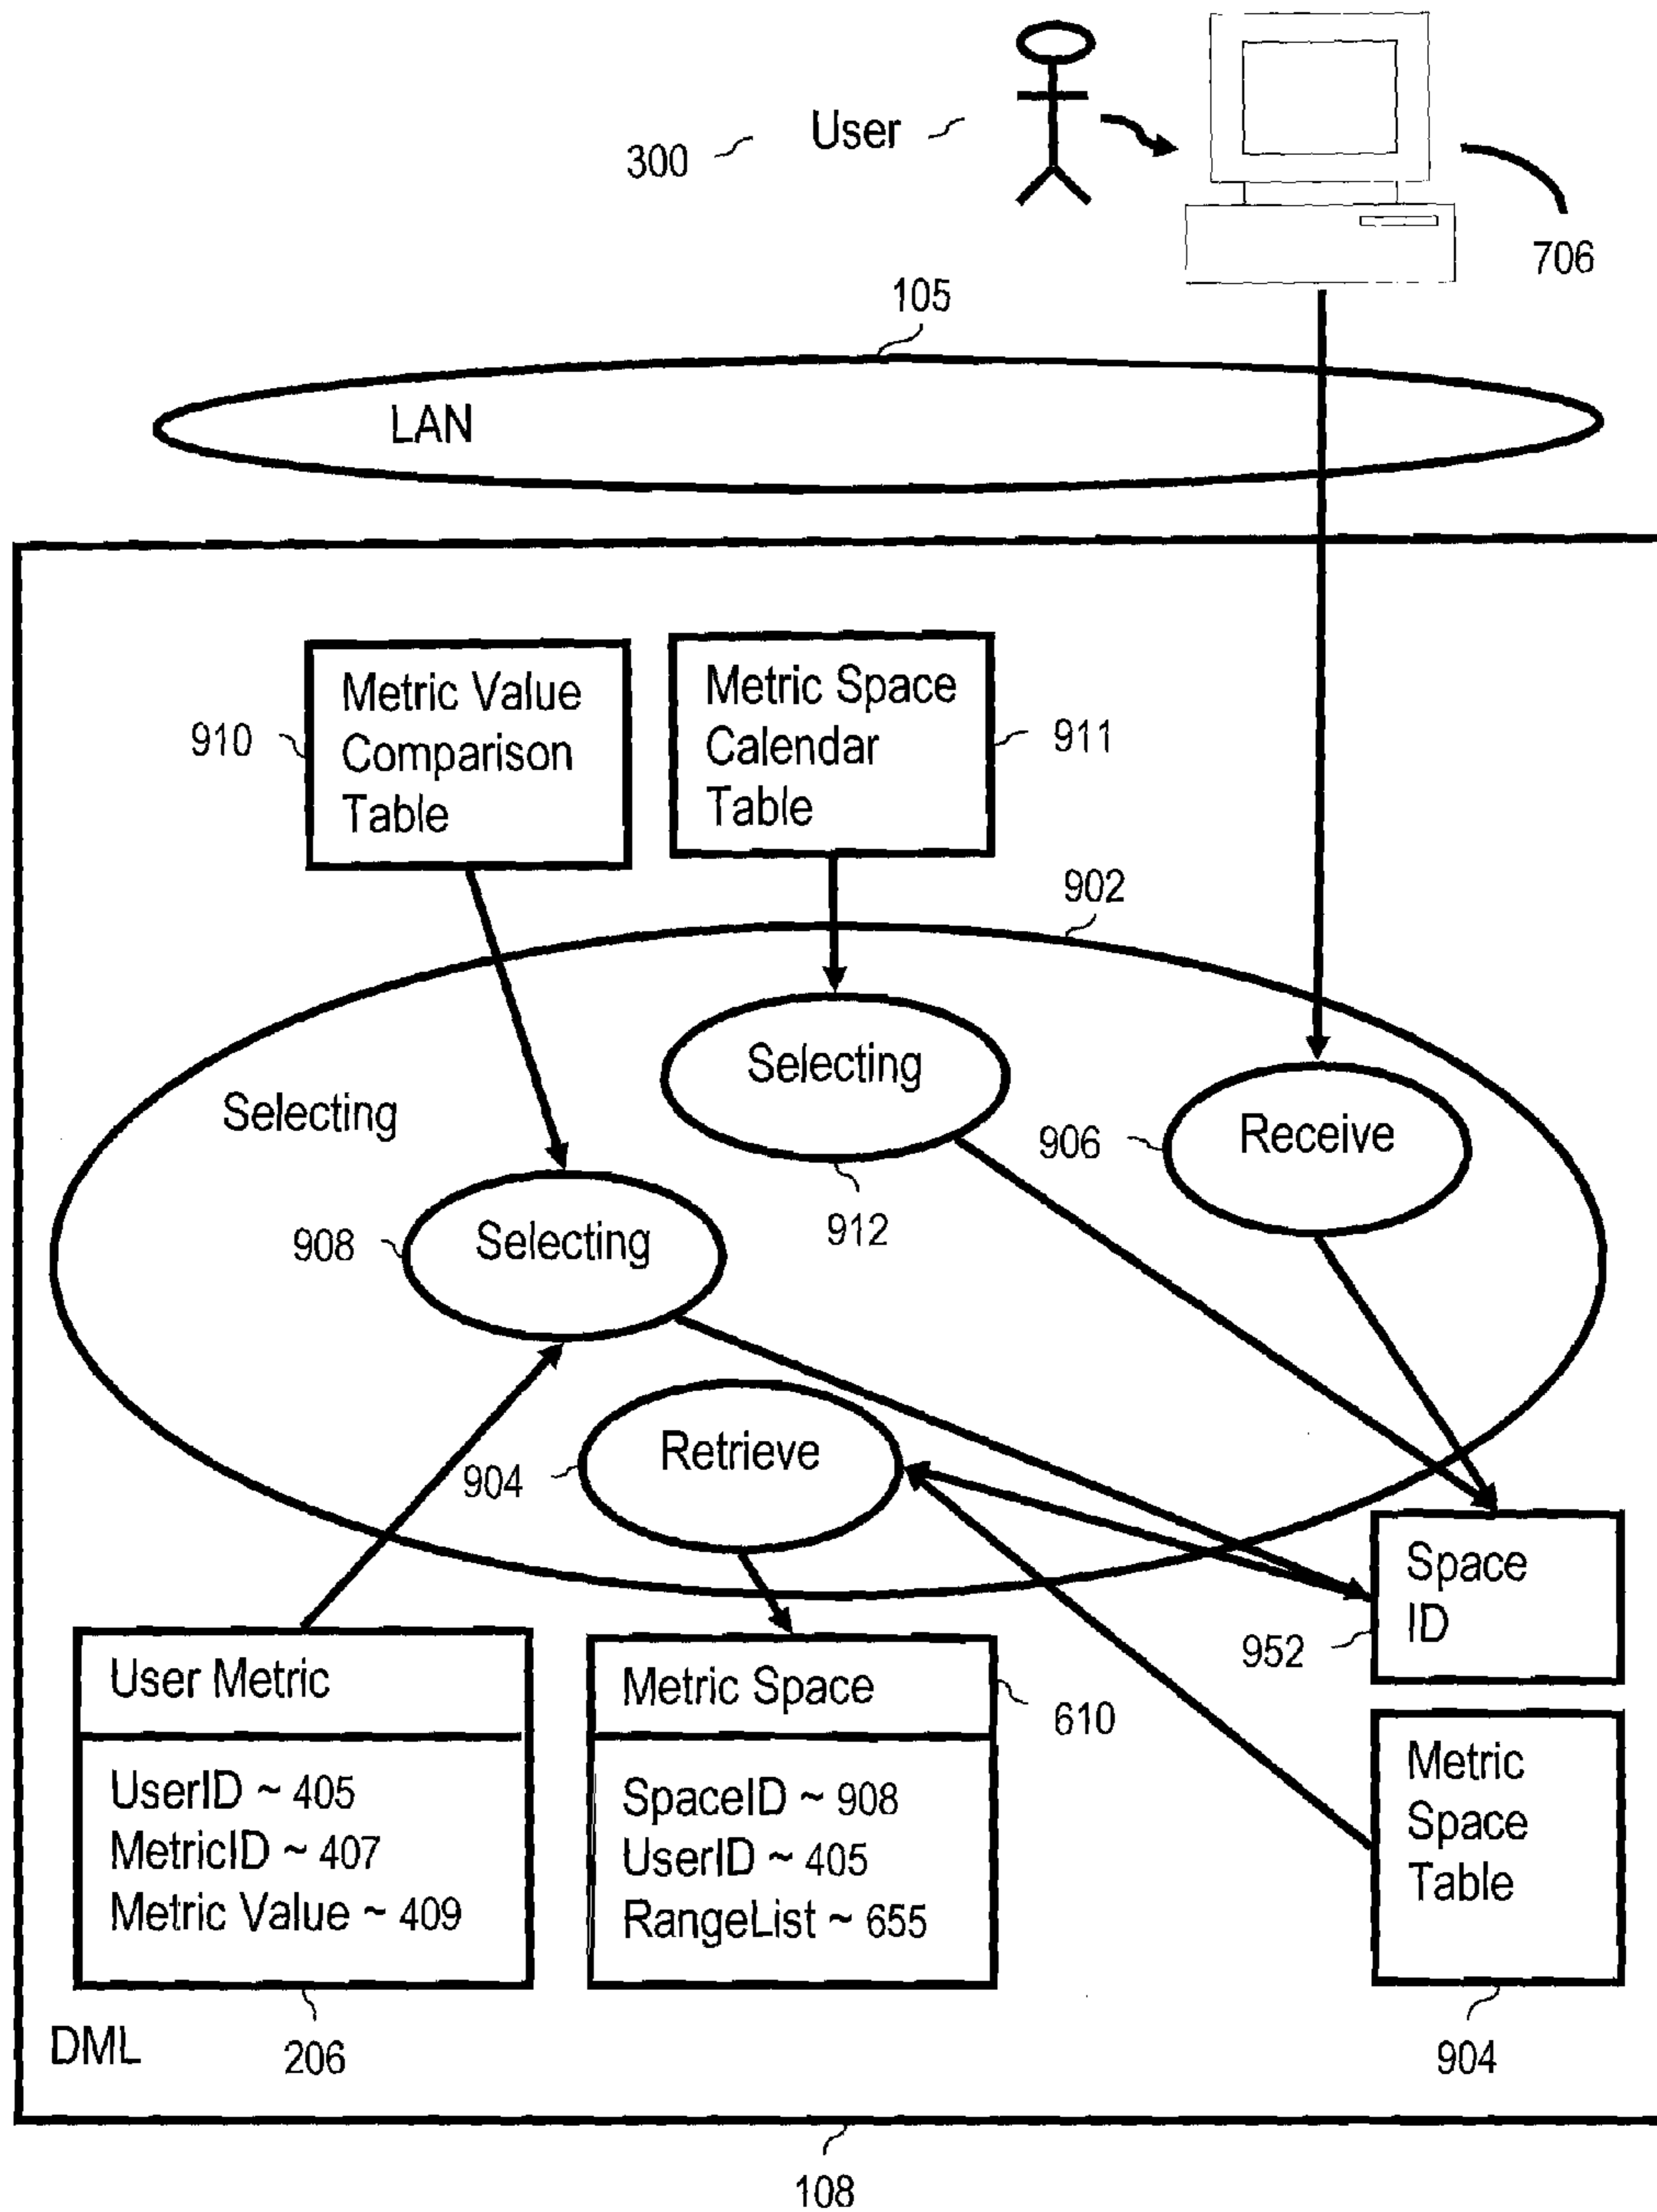 300
User
706
105
LAN
910
Metric Value
Comparison
Table
Metric Space
Calendar
Table
911
902
Selecting
Selecting
912
906
Receive
908
Selecting
904
Retrieve
Space
ID
952
User Metric
UserID ~ 405
MetricID ~ 407
Metric Value ~ 409
206
Metric Space
610
SpaceID ~ 908
UserID ~ 405
RangeList ~ 655
Metric
Space
Table
904
DML
108